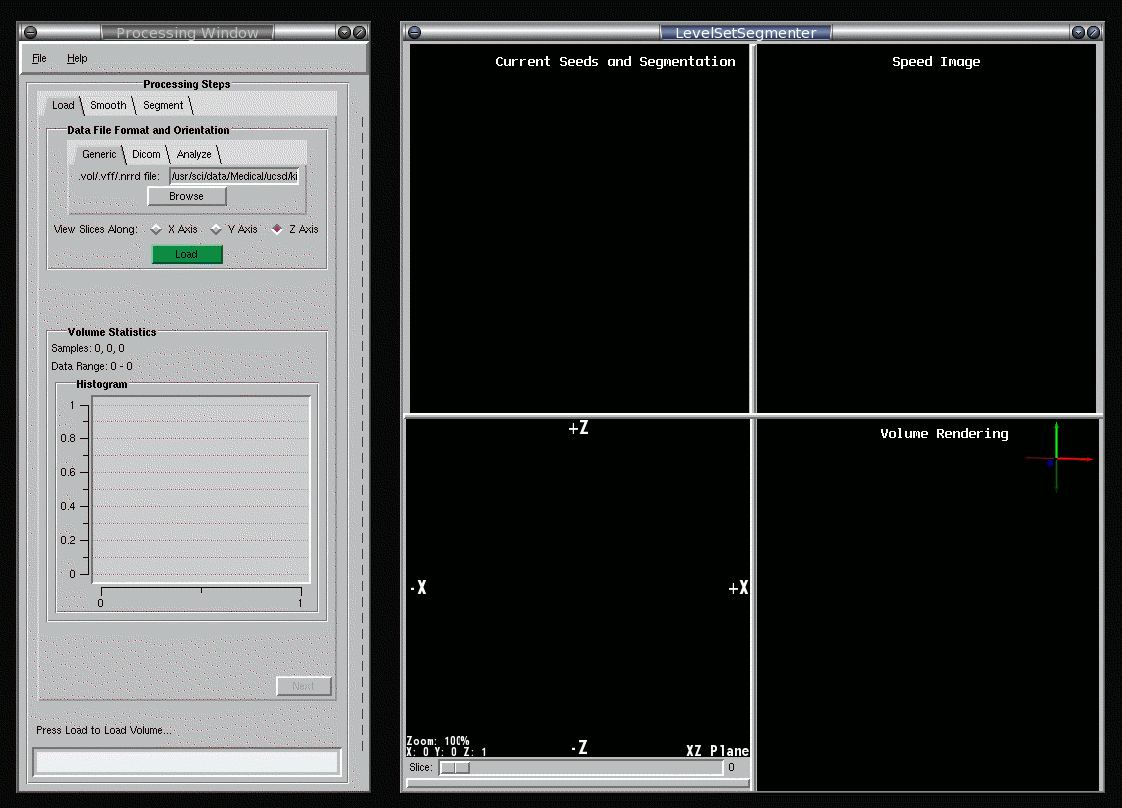 Processing Window
File Help
Processing Steps
Load Smooth Segment
Data File Format and Orientation
Generic Dicom Analyze
.vol/.vff/.nrrd file: /usr/sci/data/Medical/ucsd/ki
Browse
View Slices Along: X Axis Y Axis Z Axis
Load
Volume Statistics
Samples: 0, 0, 0
Data Range: 0 - 0
Histogram
1
0.8
0.6
0.4
0.2
0
0 1
Next
Press Load to Load Volume...
LevelSetSegmenter
Current Seeds and Segmentation
Speed Image
+Z
-X
+X
Zoom: 100%
X: 0 Y: 0 Z: 1
-Z
XZ Plane
Slice: 0
Volume Rendering